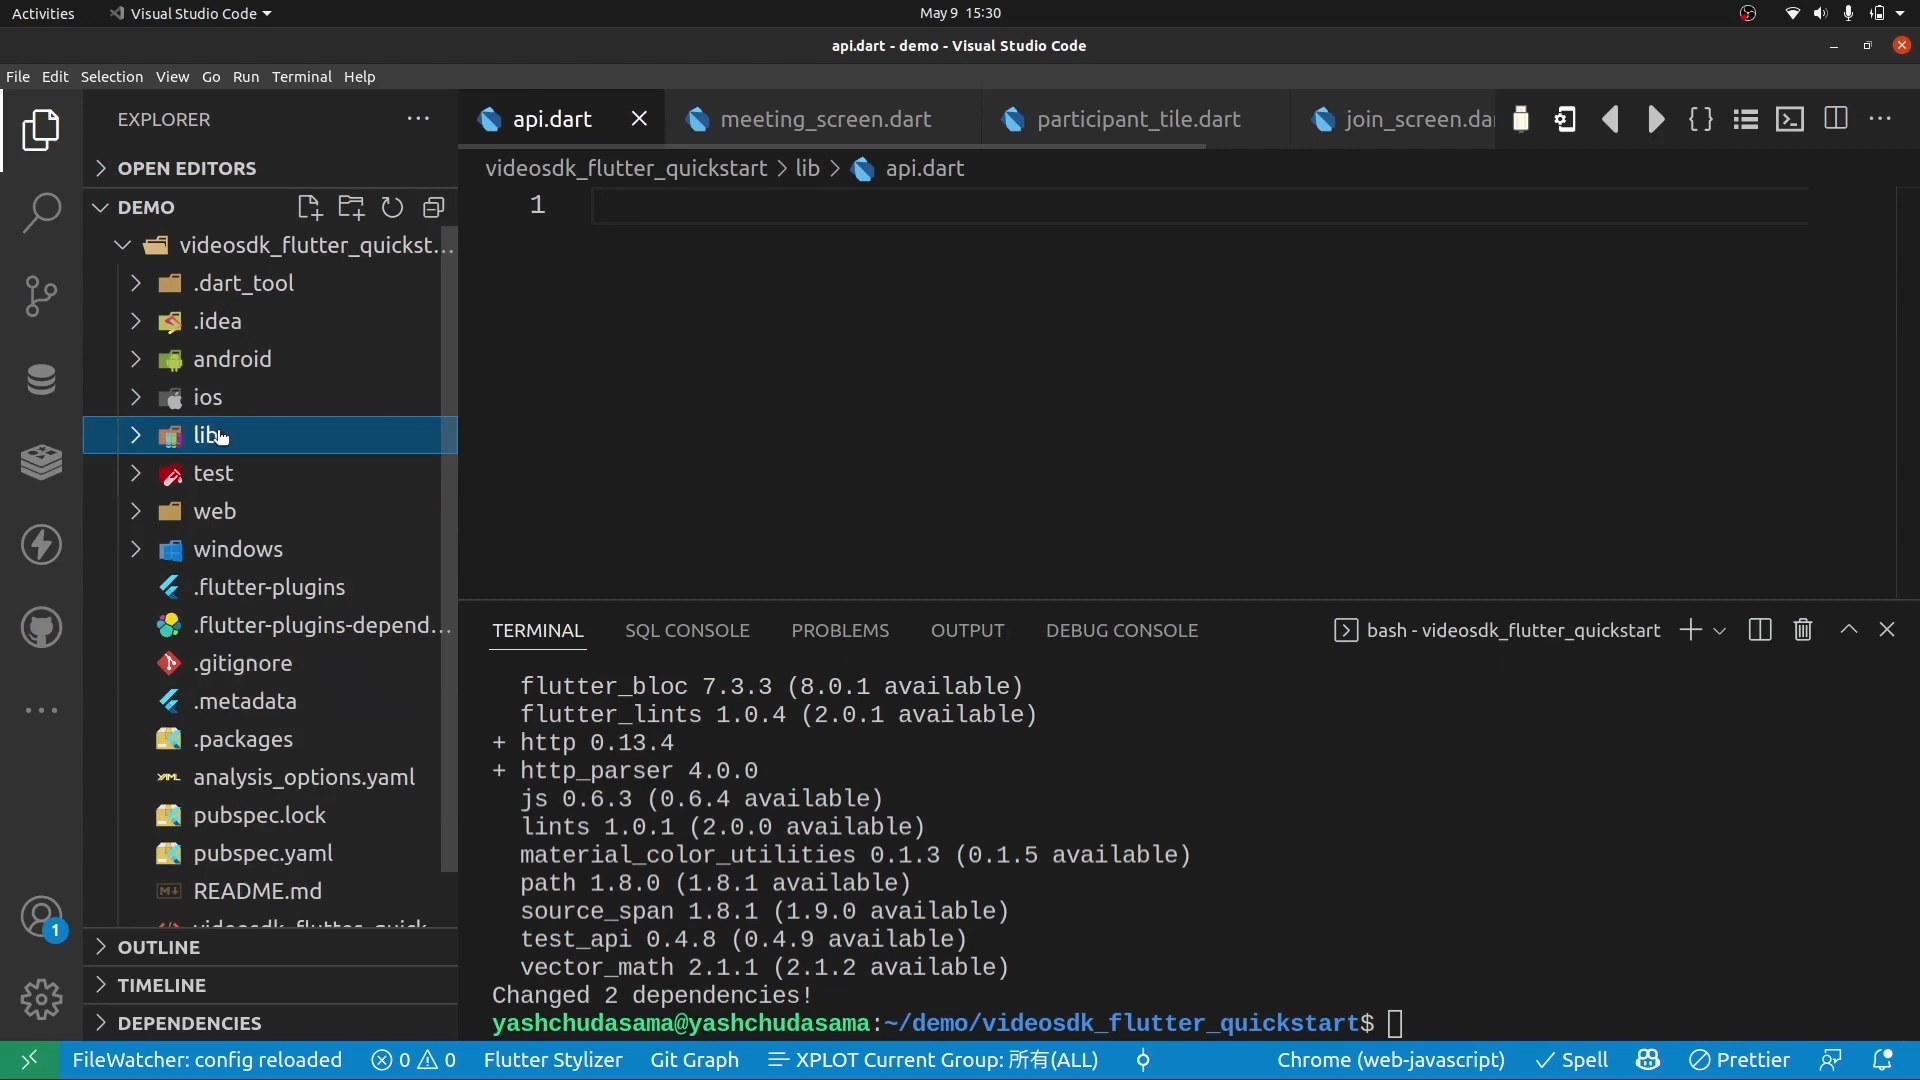 Activities
Visual Studio Code
May 9 15:30
api.dart - demo - Visual Studio Code
File Edit Selection View Go Run Terminal Help
EXPLORER
OPEN EDITORS
DEMO
videosdk_flutter_quickst...
.dart_tool
.idea
android
ios
lib
test
web
windows
.flutter-plugins
.flutter-plugins-depend...
.gitignore
.metadata
.packages
analysis_options.yaml
pubspec.lock
pubspec.yaml
README.md
OUTLINE
TIMELINE
DEPENDENCIES
1
api.dart
meeting_screen.dart
participant_tile.dart
join_screen.dar
videosdk_flutter_quickstart > lib > api.dart
1
TERMINAL SQL CONSOLE PROBLEMS OUTPUT DEBUG CONSOLE
bash - videosdk_flutter_quickstart
flutter_bloc 7.3.3 (8.0.1 available)
flutter_lints 1.0.4 (2.0.1 available)
+ http 0.13.4
+ http_parser 4.0.0
js 0.6.3 (0.6.4 available)
lints 1.0.1 (2.0.0 available)
material_color_utilities 0.1.3 (0.1.5 available)
path 1.8.0 (1.8.1 available)
source_span 1.8.1 (1.9.0 available)
test_api 0.4.8 (0.4.9 available)
vector_math 2.1.1 (2.1.2 available)
Changed 2 dependencies!
yashchudasama@yashchudasama:~/demo/videosdk_flutter_quickstart$
FileWatcher: config reloaded 0 0 Flutter Stylizer Git Graph XPLOT Current Group: 所有(ALL) Chrome (web-javascript) Spell Prettier